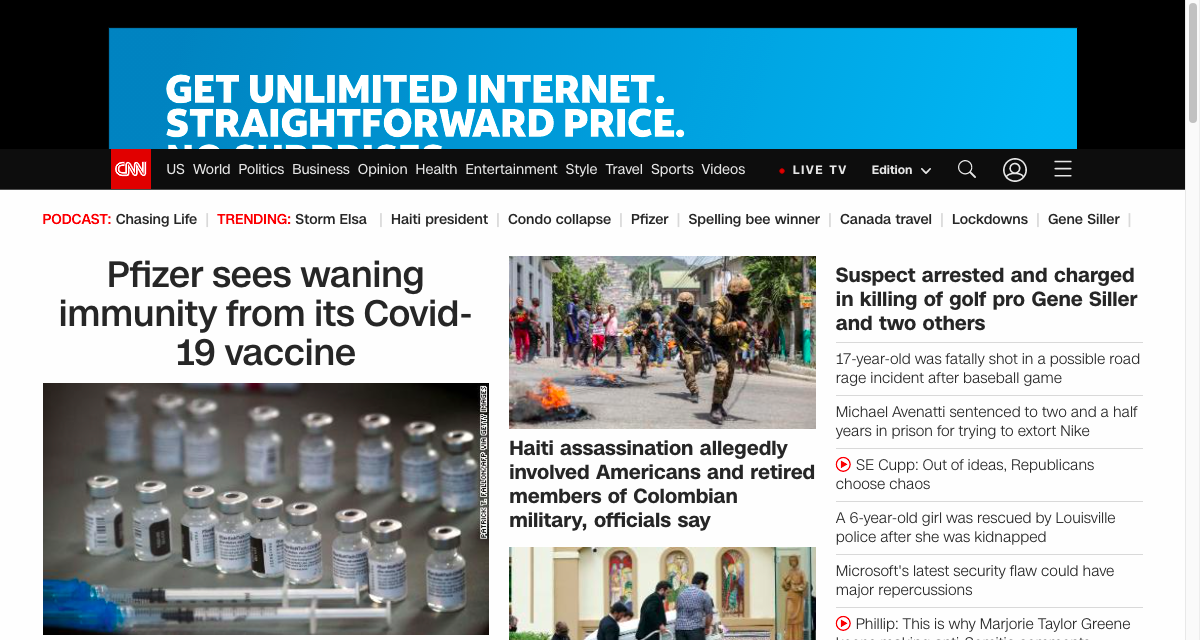 GET UNLIMITED INTERNET.
STRAIGHTFORWARD PRICE.
NO SURPRISES
CNN US World Politics Business Opinion Health Entertainment Style Travel Sports Videos LIVE TV Edition
PODCAST: Chasing Life TRENDING: Storm Elsa Haiti president Condo collapse Pfizer Spelling bee winner Canada travel Lockdowns Gene Siller
Pfizer sees waning
immunity from its Covid-
19 vaccine
PATRICK T. FALLON/AFP VIA GETTY IMAGES
Haiti assassination allegedly
involved Americans and retired
members of Colombian
military, officials say
Suspect arrested and charged
in killing of golf pro Gene Siller
and two others
17-year-old was fatally shot in a possible road
rage incident after baseball game
Michael Avenatti sentenced to two and a half
years in prison for trying to extort Nike
SE Cupp: Out of ideas, Republicans
choose chaos
A 6-year-old girl was rescued by Louisville
police after she was kidnapped
Microsoft's latest security flaw could have
major repercussions
Phillip: This is why Marjorie Taylor Greene
keeps making anti-Semitic comments